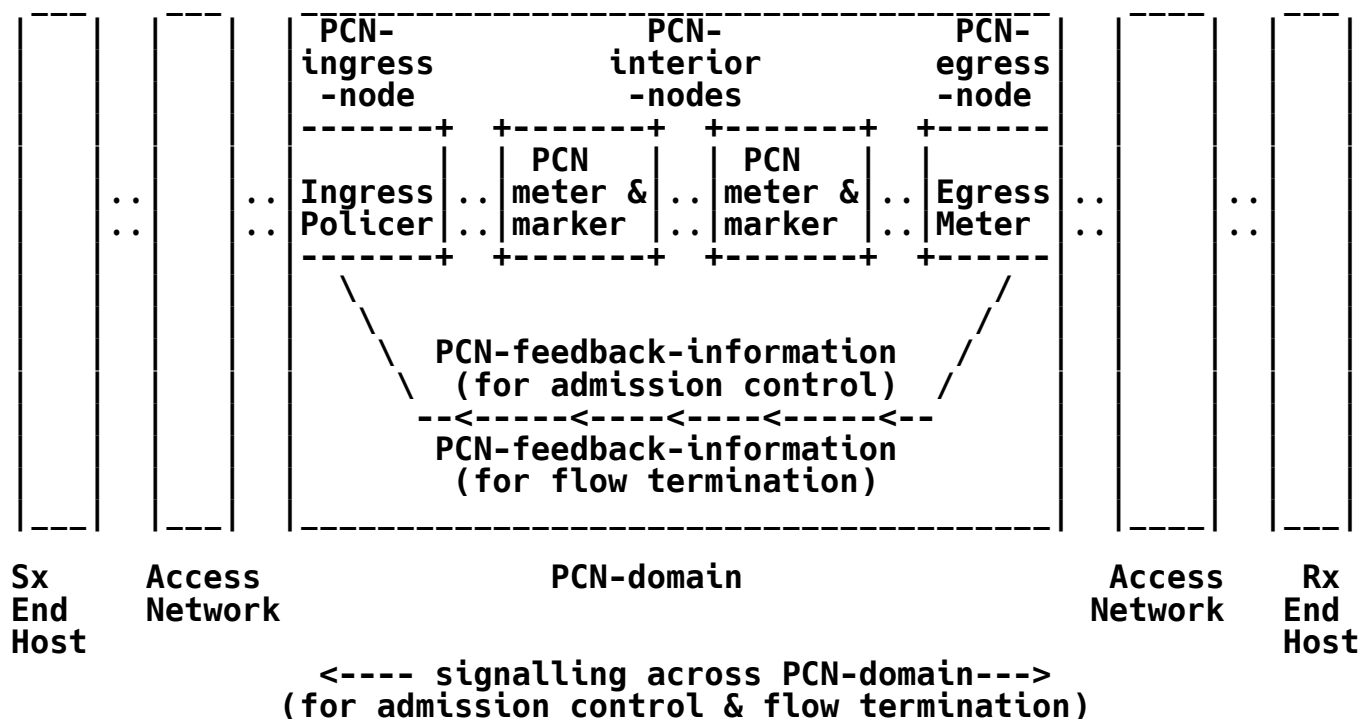 PCN- PCN- PCN-
ingress interior egress
-node -nodes -node
PCN PCN
Ingress meter & meter & Egress
Policer marker marker Meter
PCN-feedback-information
(for admission control)
PCN-feedback-information
(for flow termination)
Sx Access PCN-domain Access Rx
End Network Network End
Host Host
<---- signalling across PCN-domain--->
(for admission control & flow termination)